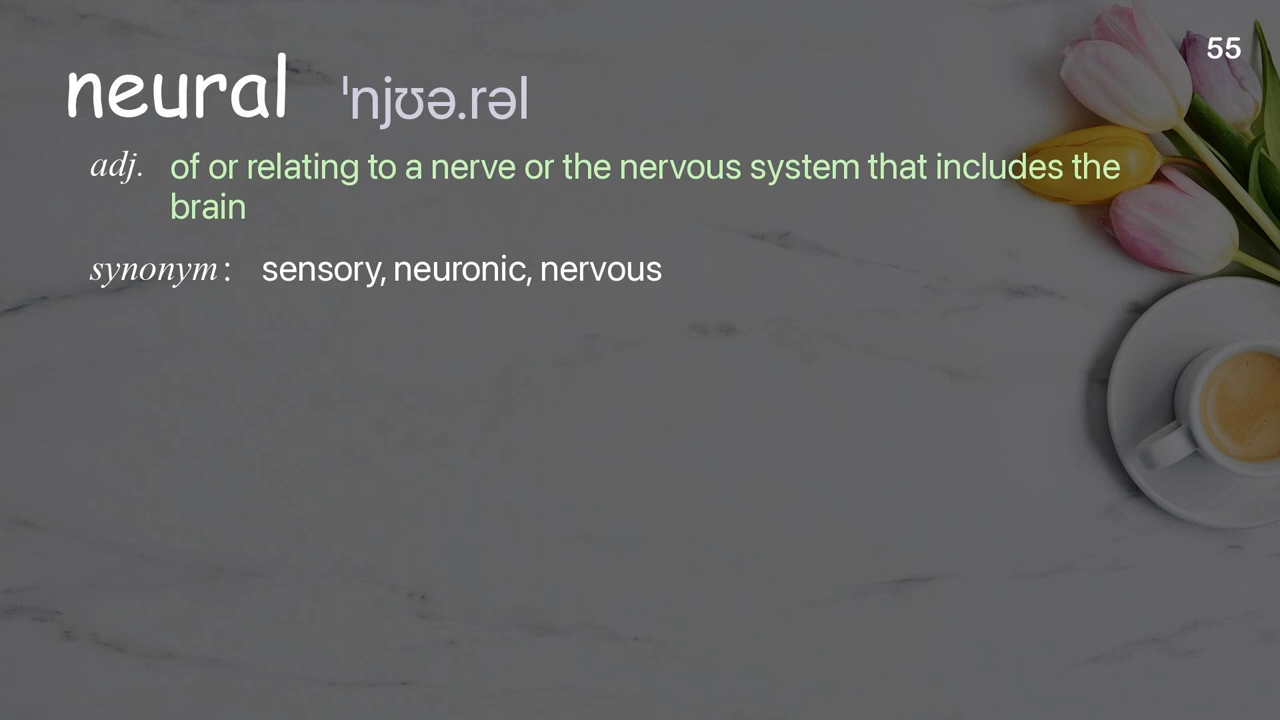 55
neural ˈnjʊə.rəl
adj. of or relating to a nerve or the nervous system that includes the
brain
synonym: sensory, neuronic, nervous